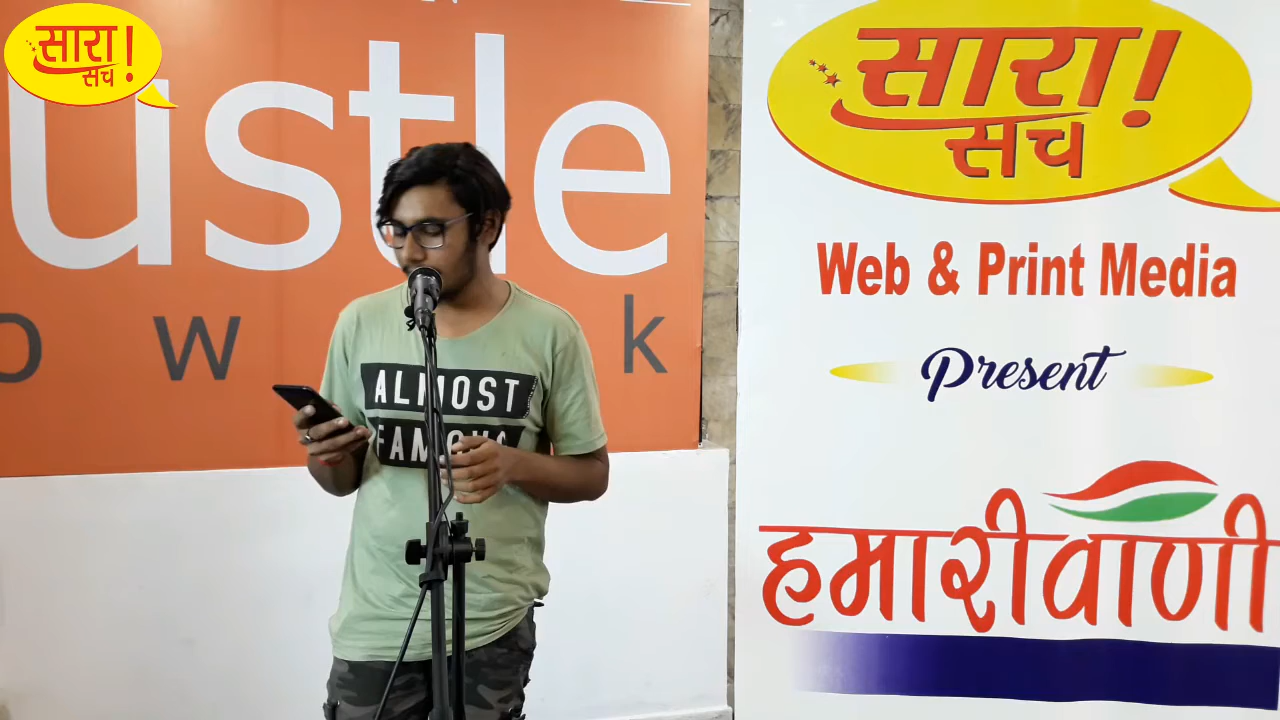 सारा!
सच
ustle
o w k
ALMOST
FAMOUS
सारा!
सच
Web & Print Media
Present
हमारीवाणी